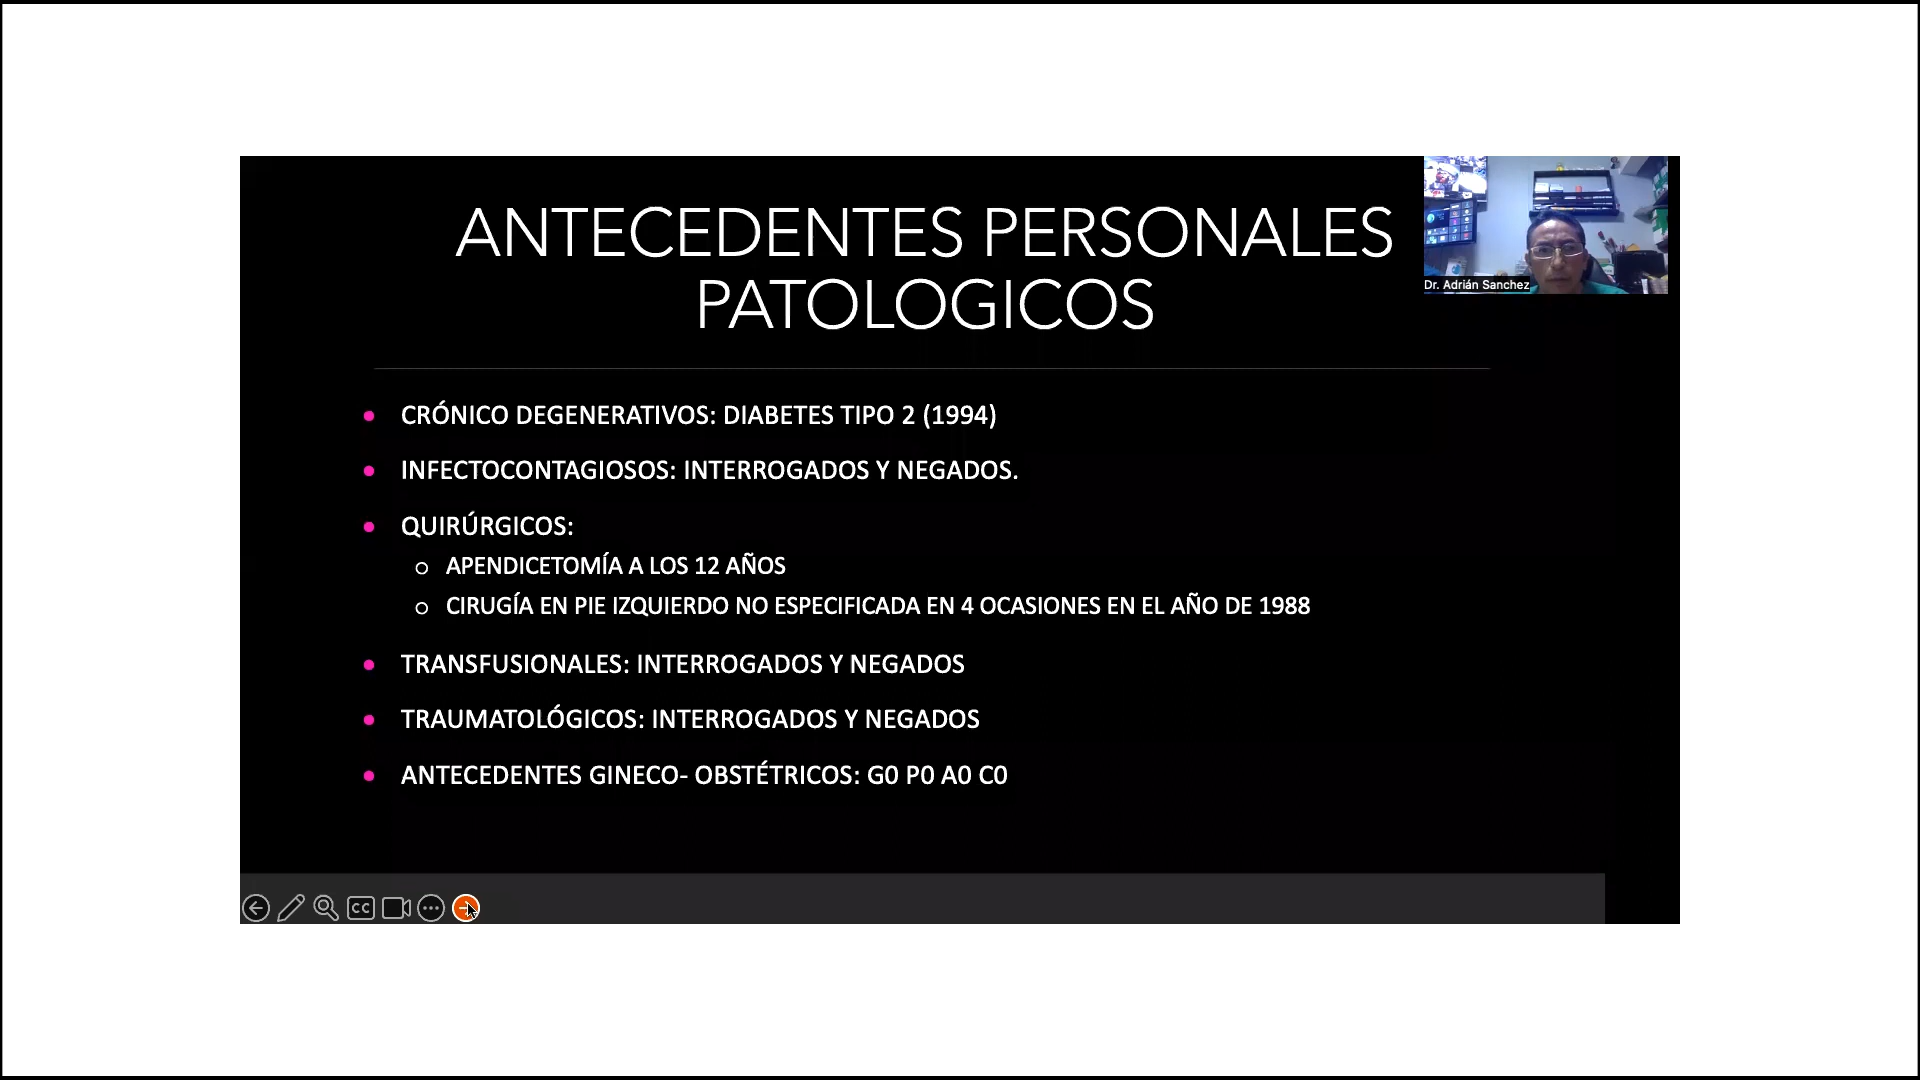 ANTECEDENTES PERSONALES
PATOLOGICOS
Dr. Adrián Sanchez
CRÓNICO DEGENERATIVOS: DIABETES TIPO 2 (1994)
INFECTOCONTAGIOSOS: INTERROGADOS Y NEGADOS.
QUIRÚRGICOS:
APENDICETOMÍA A LOS 12 AÑOS
CIRUGÍA EN PIE IZQUIERDO NO ESPECIFICADA EN 4 OCASIONES EN EL AÑO DE 1988
TRANSFUSIONALES: INTERROGADOS Y NEGADOS
TRAUMATOLÓGICOS: INTERROGADOS Y NEGADOS
ANTECEDENTES GINECO- OBSTÉTRICOS: G0 P0 A0 C0
CC